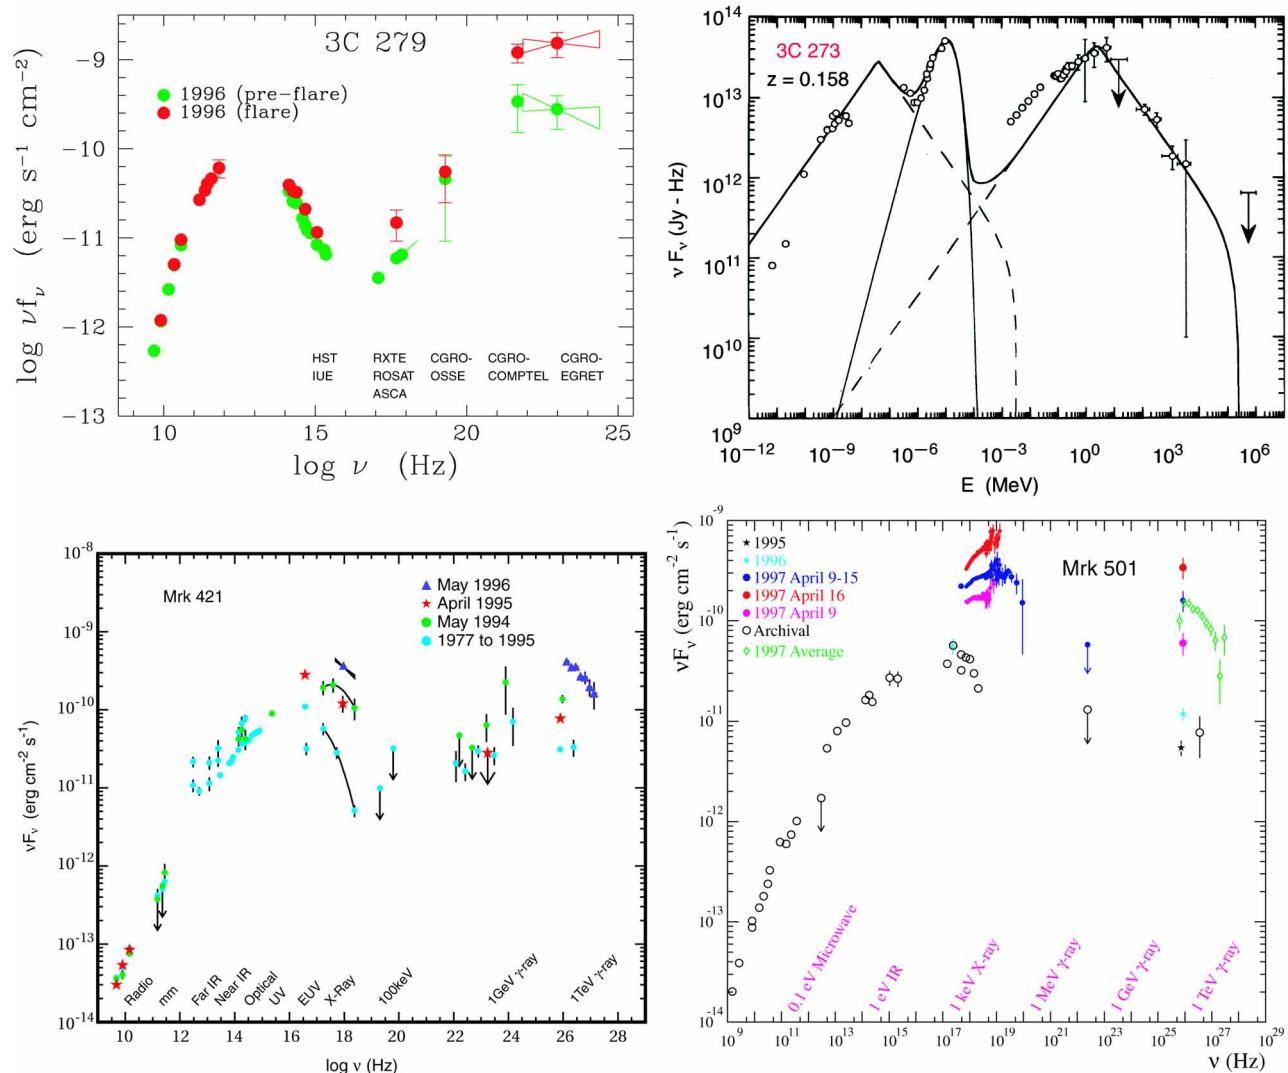 3C 279
1996 (pre-flare)
1996 (flare)
log νf_ν (erg s⁻¹ cm⁻²)
−9
−10
−11
−12
−13
HST
IUE
RXTE
ROSAT
ASCA
CGRO-
OSSE
CGRO-
COMPTEL
CGRO-
EGRET
10 15 20 25
log ν (Hz)
3C 273
z = 0.158
ν F_ν (Jy - Hz)
10¹⁴
10¹³
10¹²
10¹¹
10¹⁰
10⁹
10⁻¹² 10⁻⁹ 10⁻⁶ 10⁻³ 10⁰ 10³ 10⁶
E (MeV)
Mrk 421
May 1996
April 1995
May 1994
1977 to 1995
νF_ν (erg cm⁻² s⁻¹)
10⁻⁸
10⁻⁹
10⁻¹⁰
10⁻¹¹
10⁻¹²
10⁻¹³
10⁻¹⁴
Radio
mm
Far IR
Near IR
Optical
UV
EUV
X-Ray
100keV
1GeV γ-ray
1TeV γ-ray
10 12 14 16 18 20 22 24 26 28
log ν (Hz)
Mrk 501
1995
1996
1997 April 9-15
1997 April 16
1997 April 9
Archival
1997 Average
νF_ν (erg cm⁻² s⁻¹)
10⁻⁹
10⁻¹⁰
10⁻¹¹
10⁻¹²
10⁻¹³
10⁻¹⁴
0.1 eV Microwave
1 eV IR
1 keV X-ray
1 MeV γ-ray
1 GeV γ-ray
1 TeV γ-ray
10⁹ 10¹¹ 10¹³ 10¹⁵ 10¹⁷ 10¹⁹ 10²¹ 10²³ 10²⁵ 10²⁷ 10²⁹
ν (Hz)